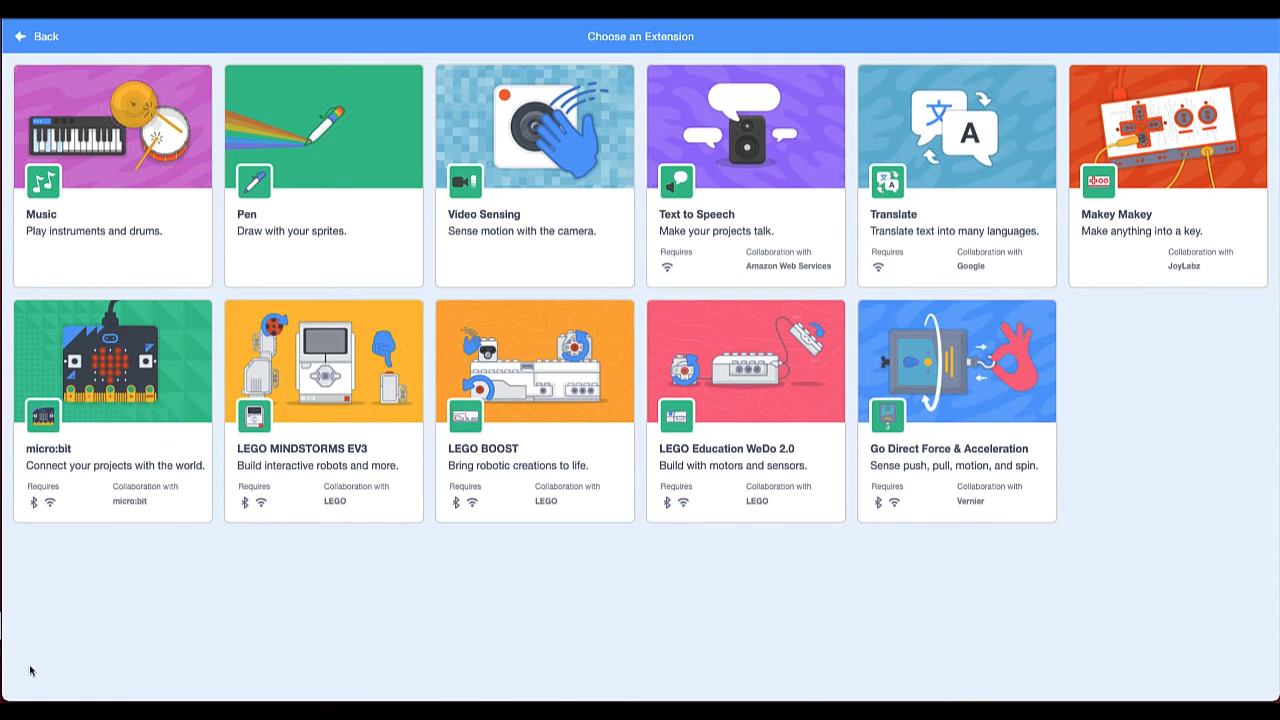 Back
Choose an Extension
Music
Play instruments and drums.
Pen
Draw with your sprites.
Video Sensing
Sense motion with the camera.
Text to Speech
Make your projects talk.
Requires
Collaboration with
Amazon Web Services
文
A
Translate
Translate text into many languages.
Requires
Collaboration with
Google
Makey Makey
Make anything into a key.
Collaboration with
JoyLabz
micro:bit
Connect your projects with the world.
Requires
Collaboration with
micro:bit
LEGO MINDSTORMS EV3
Build interactive robots and more.
Requires
Collaboration with
LEGO
LEGO BOOST
Bring robotic creations to life.
Requires
Collaboration with
LEGO
LEGO Education WeDo 2.0
Build with motors and sensors.
Requires
Collaboration with
LEGO
Go Direct Force & Acceleration
Sense push, pull, motion, and spin.
Requires
Collaboration with
Vernier